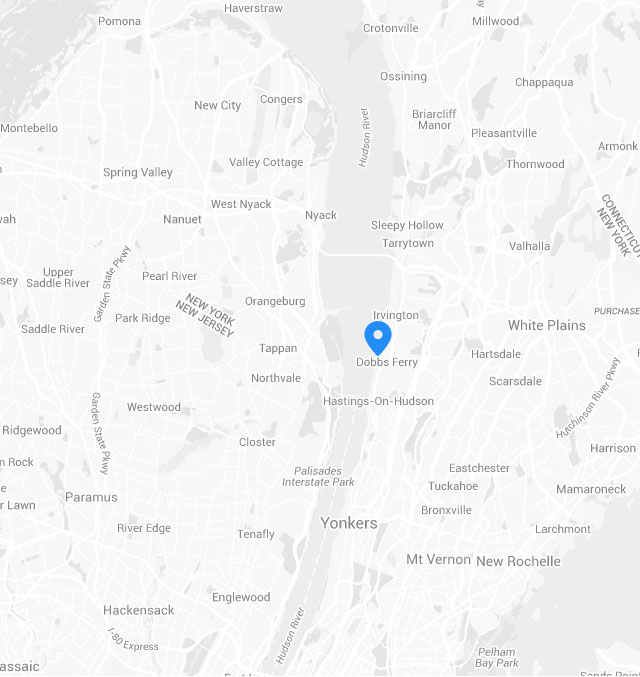 Haverstraw
Pomona
Crotonville
Millwood
Ossining
Chappaqua
New City
Congers
Hudson River
Briarcliff
Manor
Montebello
Pleasantville
Armonk
Valley Cottage
Thornwood
Spring Valley
CONNECTICUT
NEW YORK
West Nyack
Nyack
Nanuet
Sleepy Hollow
Tarrytown
Valhalla
wah
Upper
Saddle River
sey
Garden State Pkwy
Pearl River
Orangeburg
NEW YORK
NEW JERSEY
Park Ridge
Saddle River
Irvington
White Plains
PURCHASE
Tappan
Dobbs Ferry
Hartsdale
Northvale
Scarsdale
Hutchinson River Pkwy
Garden State Pkwy
Westwood
Hastings-On-Hudson
Ridgewood
Closter
Harrison
n Rock
Palisades
Interstate Park
Eastchester
Tuckahoe
Mamaroneck
Paramus
r Lawn
Bronxville
Yonkers
River Edge
Tenafly
Larchmont
Mt Vernon
New Rochelle
Englewood
Hackensack
Hudson River
I-80 Express
Pelham
Bay Park
assaic